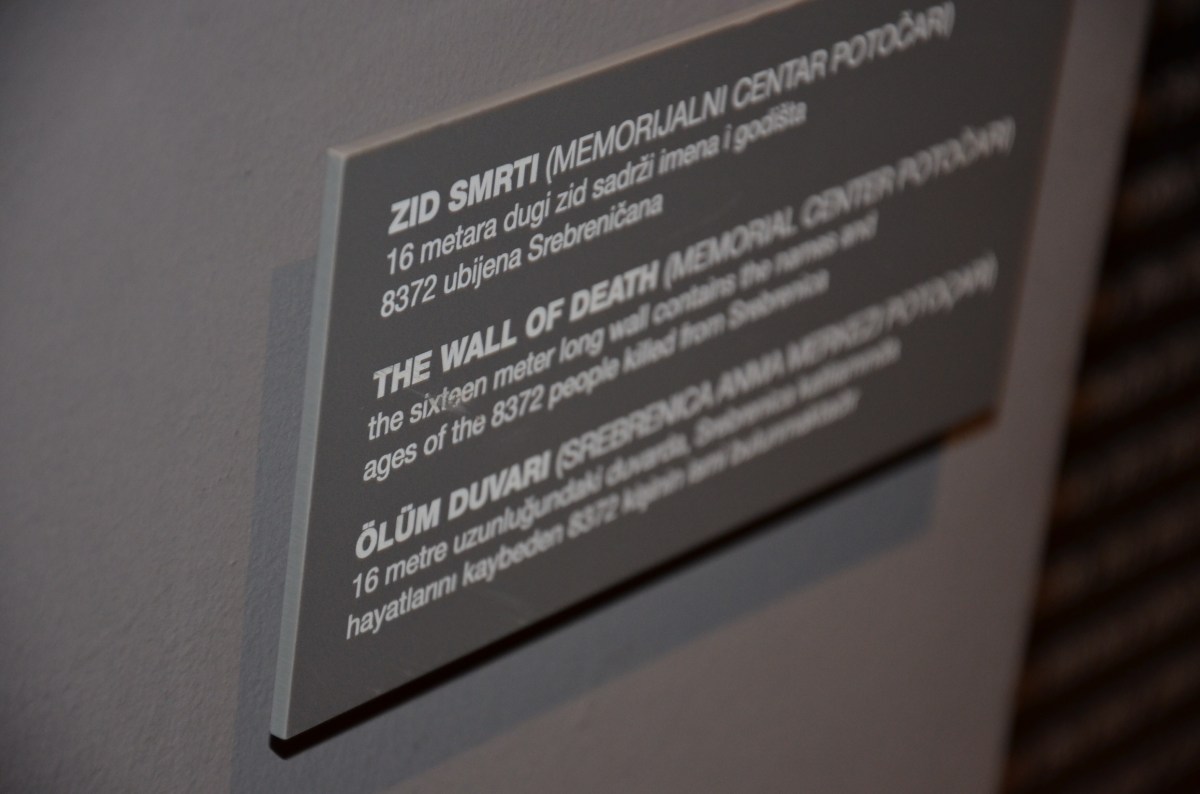 ZID SMRTI (MEMORIJALNI CENTAR POTOČARI)
16 metara dugi zid sadrži imena i godišta
8372 ubijena Srebreničana
THE WALL OF DEATH (MEMORIAL CENTER POTOČARI)
the sixteen meter long wall contains the names and
ages of the 8372 people killed from Srebrenica
ÖLÜM DUVARI (SREBRENICA ANMA MERKEZI POTOÇARI)
16 metre uzunluğundaki duvarda, Srebrenica katliamında
hayatlarını kaybeden 8372 kişinin ismi bulunmaktadır